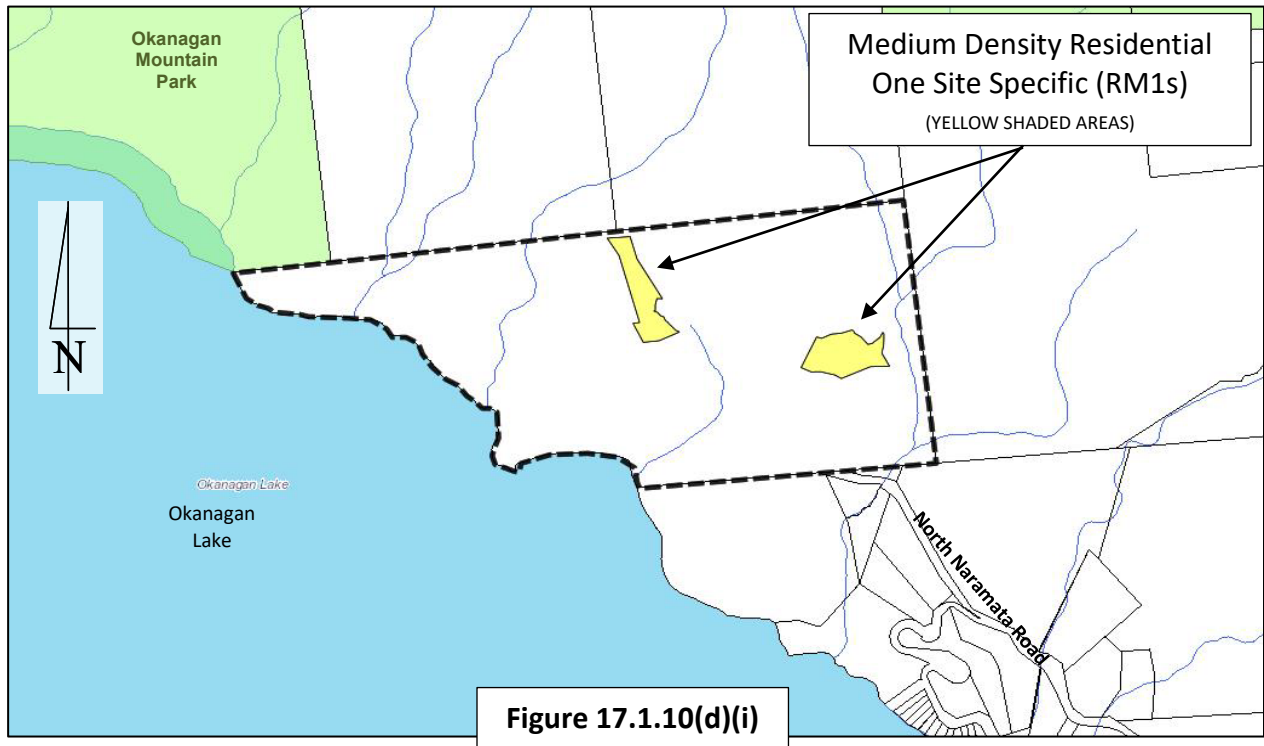 Okanagan
Mountain
Park
Medium Density Residential
One Site Specific (RM1s)
(YELLOW SHADED AREAS)
N
Okanagan Lake
Okanagan
Lake
North Naramata Road
Figure 17.1.10(d)(i)